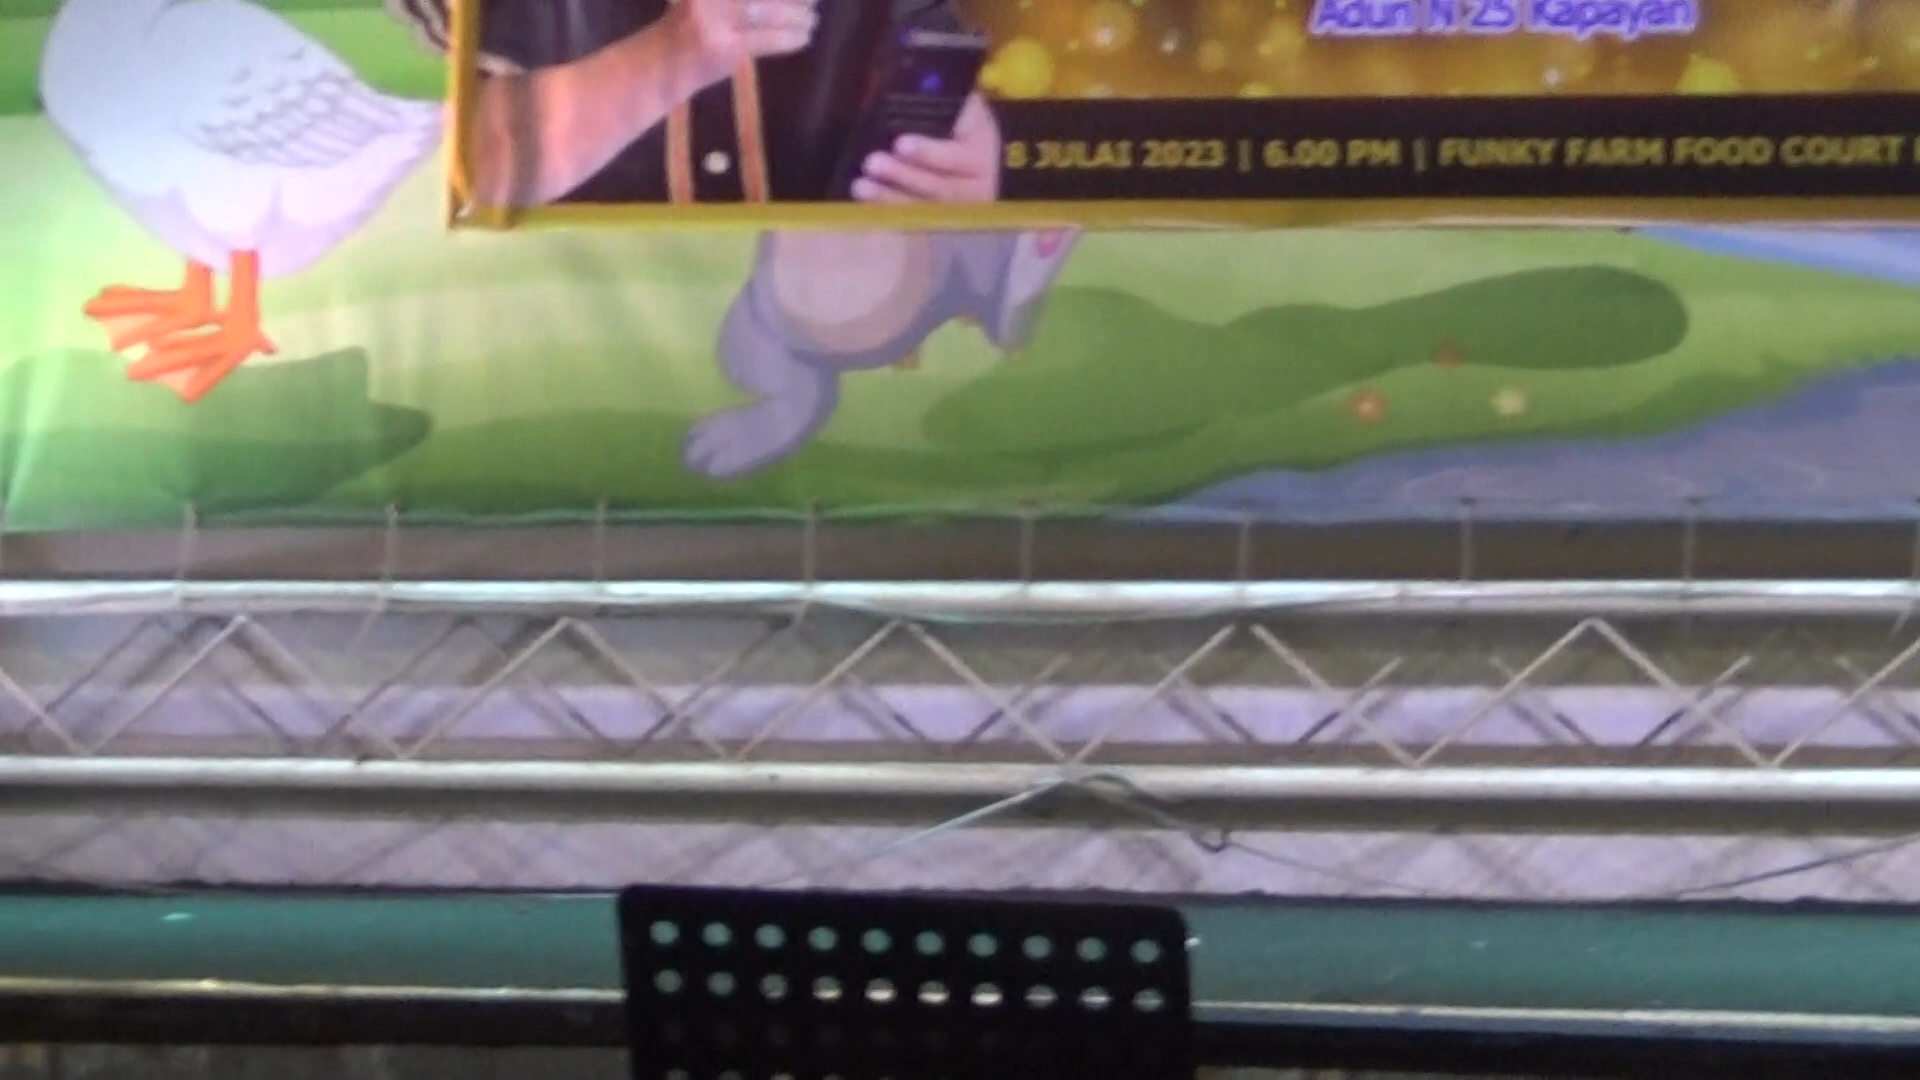 Adun N 25 Kapayan
8 JULAI 2023 | 6.00 PM | FUNKY FARM FOOD COURT